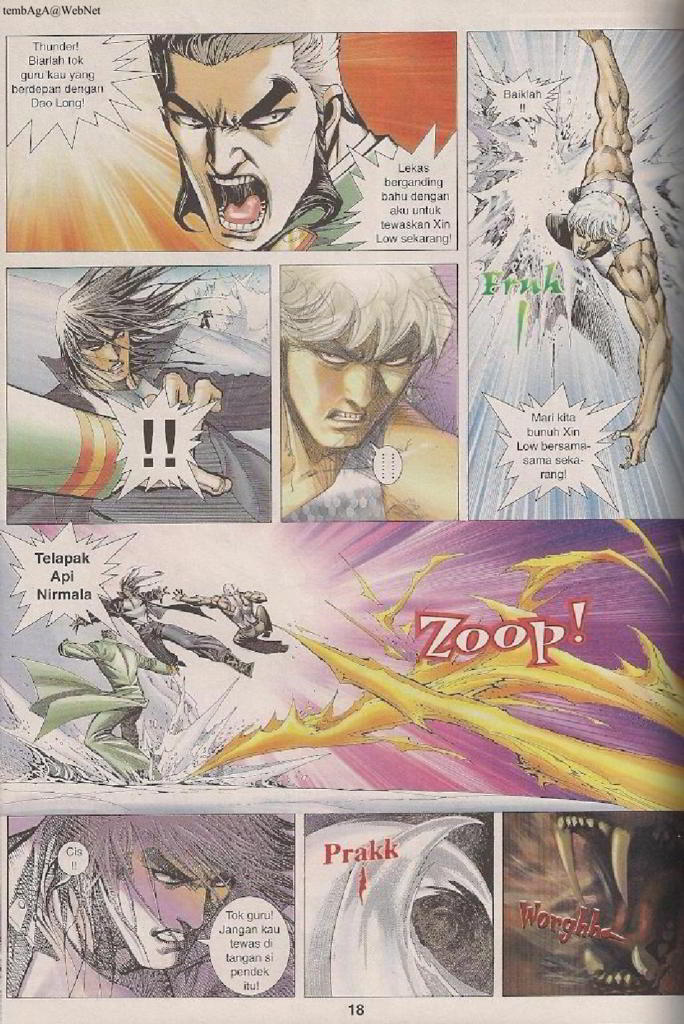 tembAgA@WebNet
Thunder!
Biarlah tok
guru kau yang
berdepan dengan
Dao Long!
Lekas
berganding
bahu dengan
aku untuk
tewaskan Xin
Low sekarang!
Baiklah
!!
Fruh
!
Mari kita
bunuh Xin
Low bersama-
sama seka-
rang!
!!
Telapak
Api
Nirmala
Zoop!
Cis
!!
Tok guru!
Jangan kau
tewas di
tangan si
pendek
itu!
Prakk
Worghh
18